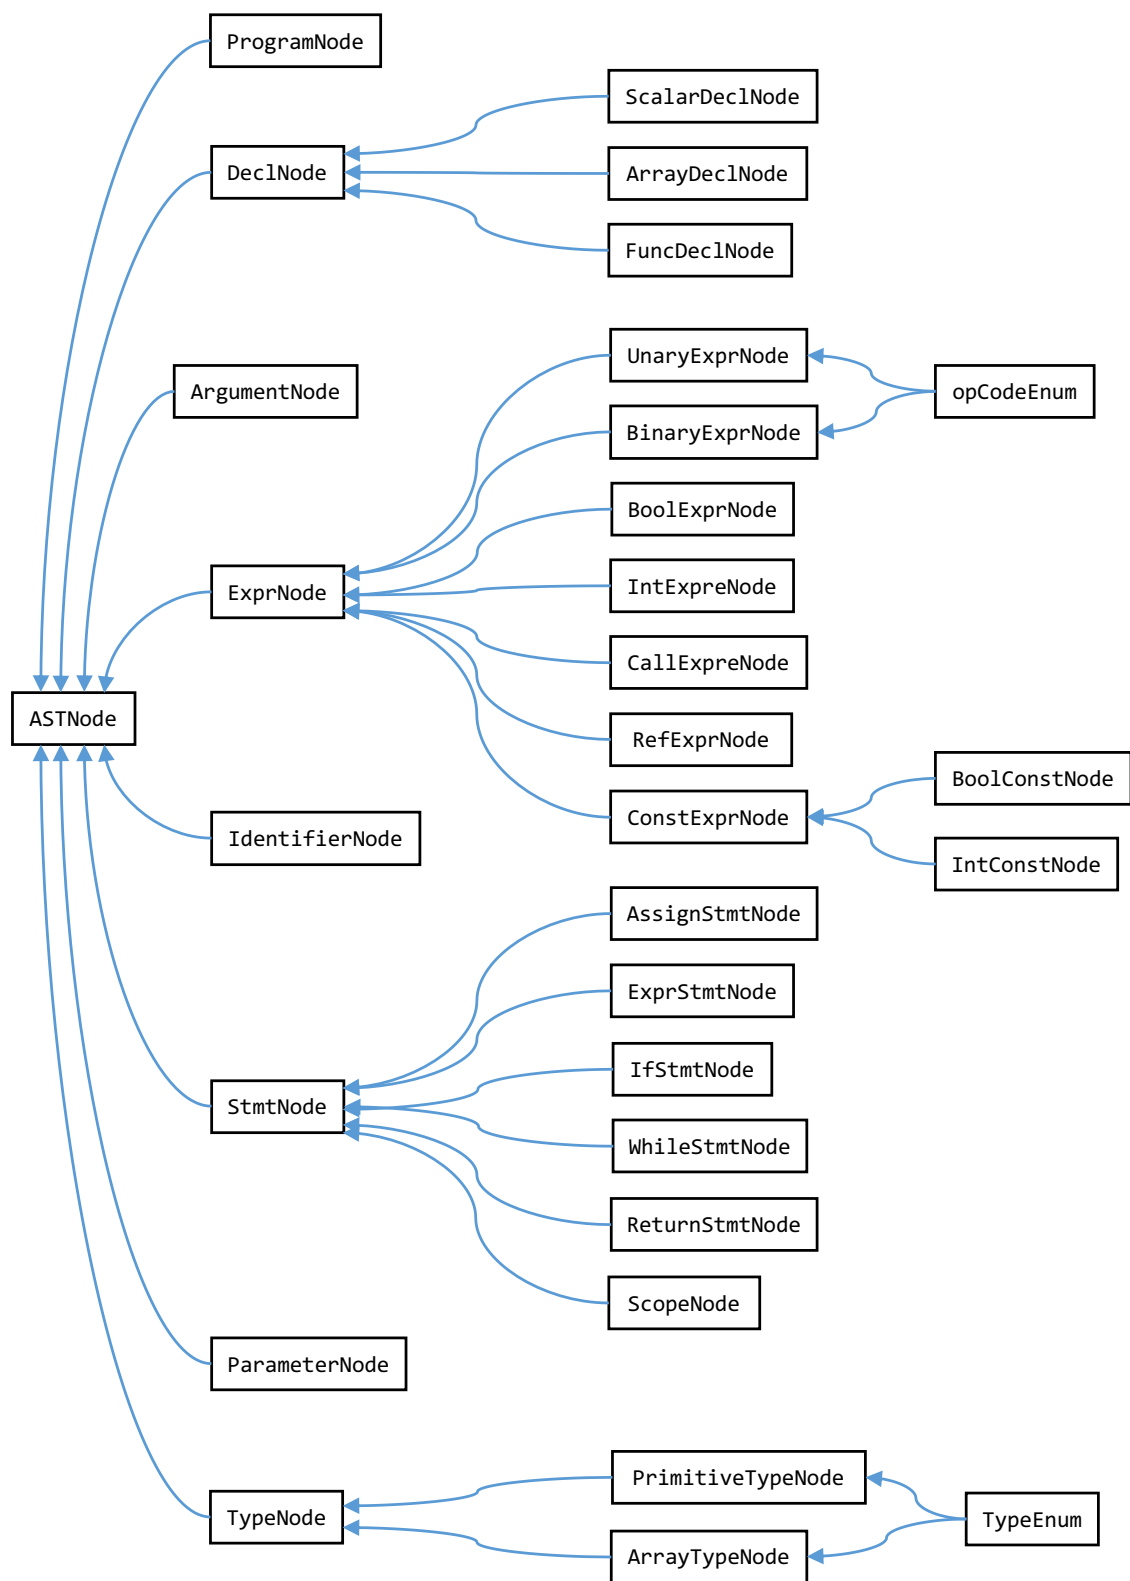 ProgramNode
ScalarDeclNode
DeclNode
ArrayDeclNode
FuncDeclNode
UnaryExprNode
ArgumentNode
opCodeEnum
BinaryExprNode
BoolExprNode
ExprNode
IntExpreNode
CallExpreNode
ASTNode
RefExprNode
BoolConstNode
ConstExprNode
IdentifierNode
IntConstNode
AssignStmtNode
ExprStmtNode
IfStmtNode
StmtNode
WhileStmtNode
ReturnStmtNode
ScopeNode
ParameterNode
PrimitiveTypeNode
TypeNode
TypeEnum
ArrayTypeNode